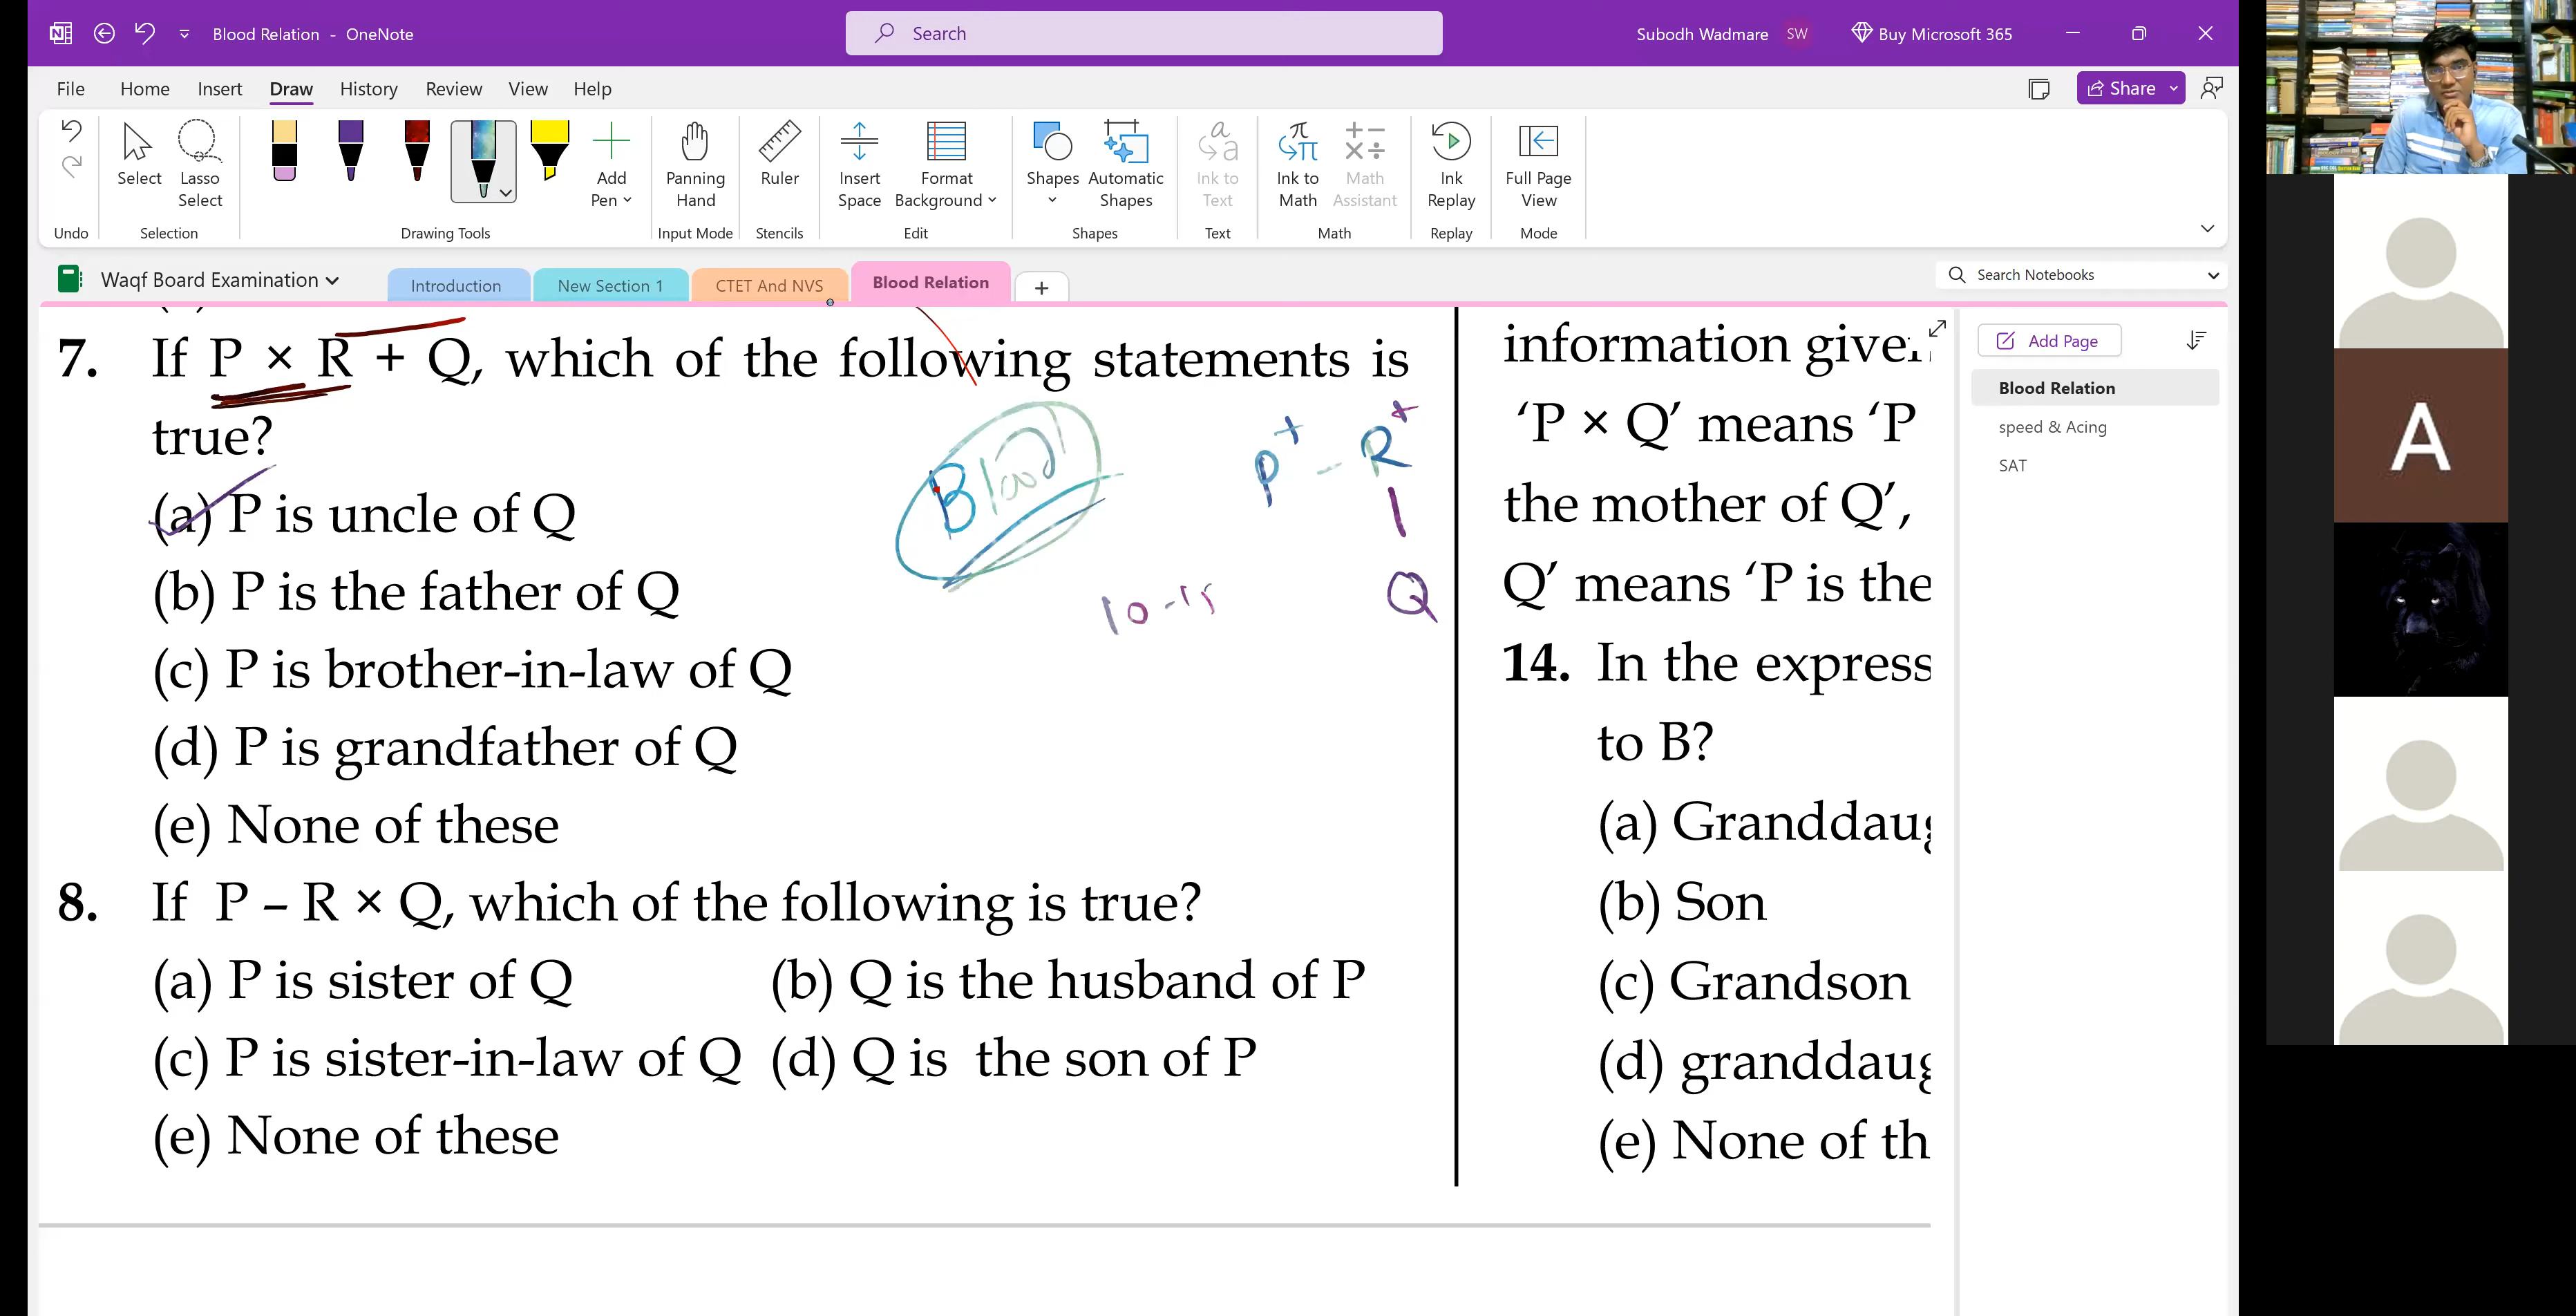 Blood Relation - OneNote
Search
Subodh Wadmare SW
Buy Microsoft 365
File Home Insert Draw History Review View Help
Share
Select
Lasso Select
Add Pen
Panning Hand
Ruler
Insert Space
Format Background
Shapes
Automatic Shapes
Ink to Text
Ink to Math
Math Assistant
Ink Replay
Full Page View
Undo Selection Drawing Tools Input Mode Stencils Edit Shapes Text Math Replay Mode
Waqf Board Examination
Introduction
New Section 1
CTET And NVS
Blood Relation
+
Search Notebooks
Add Page
Blood Relation
speed & Acing
SAT
7. If P × R + Q, which of the following statements is
true?
(a) P is uncle of Q
(b) P is the father of Q
(c) P is brother-in-law of Q
(d) P is grandfather of Q
(e) None of these
Blood
P+ – R+
Q
10-15
8. If P – R × Q, which of the following is true?
(a) P is sister of Q (b) Q is the husband of P
(c) P is sister-in-law of Q (d) Q is the son of P
(e) None of these
information
‘P × Q’ means ‘P
the mother of Q’,
Q’ means ‘P is the
14. In the express
to B?
(a) Granddaug
(b) Son
(c) Grandson
(d) granddaug
(e) None of th
A